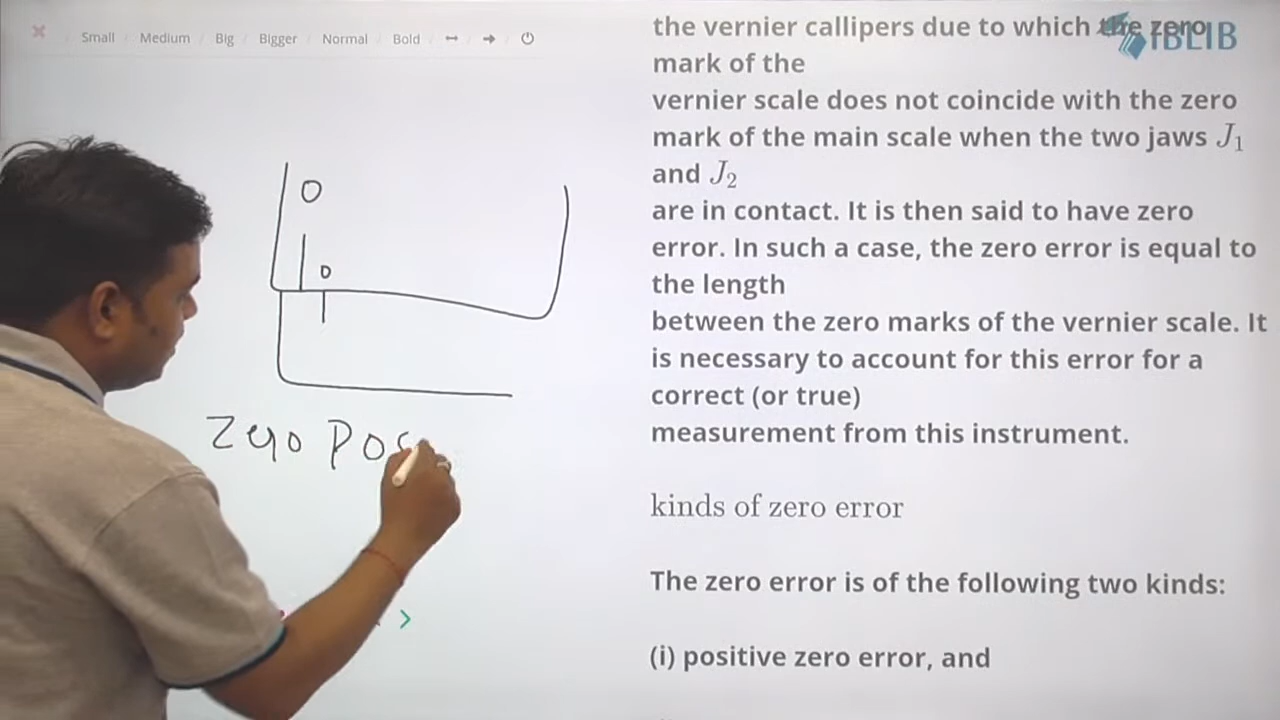 Small / Medium / Big / Bigger / Normal / Bold
the vernier callipers due to which the zero
IBLIB
mark of the
vernier scale does not coincide with the zero
mark of the main scale when the two jaws J₁
and J₂
are in contact. It is then said to have zero
error. In such a case, the zero error is equal to
the length
between the zero marks of the vernier scale. It
is necessary to account for this error for a
correct (or true)
measurement from this instrument.
kinds of zero error
The zero error is of the following two kinds:
(i) positive zero error, and
0
0
Zero Pos